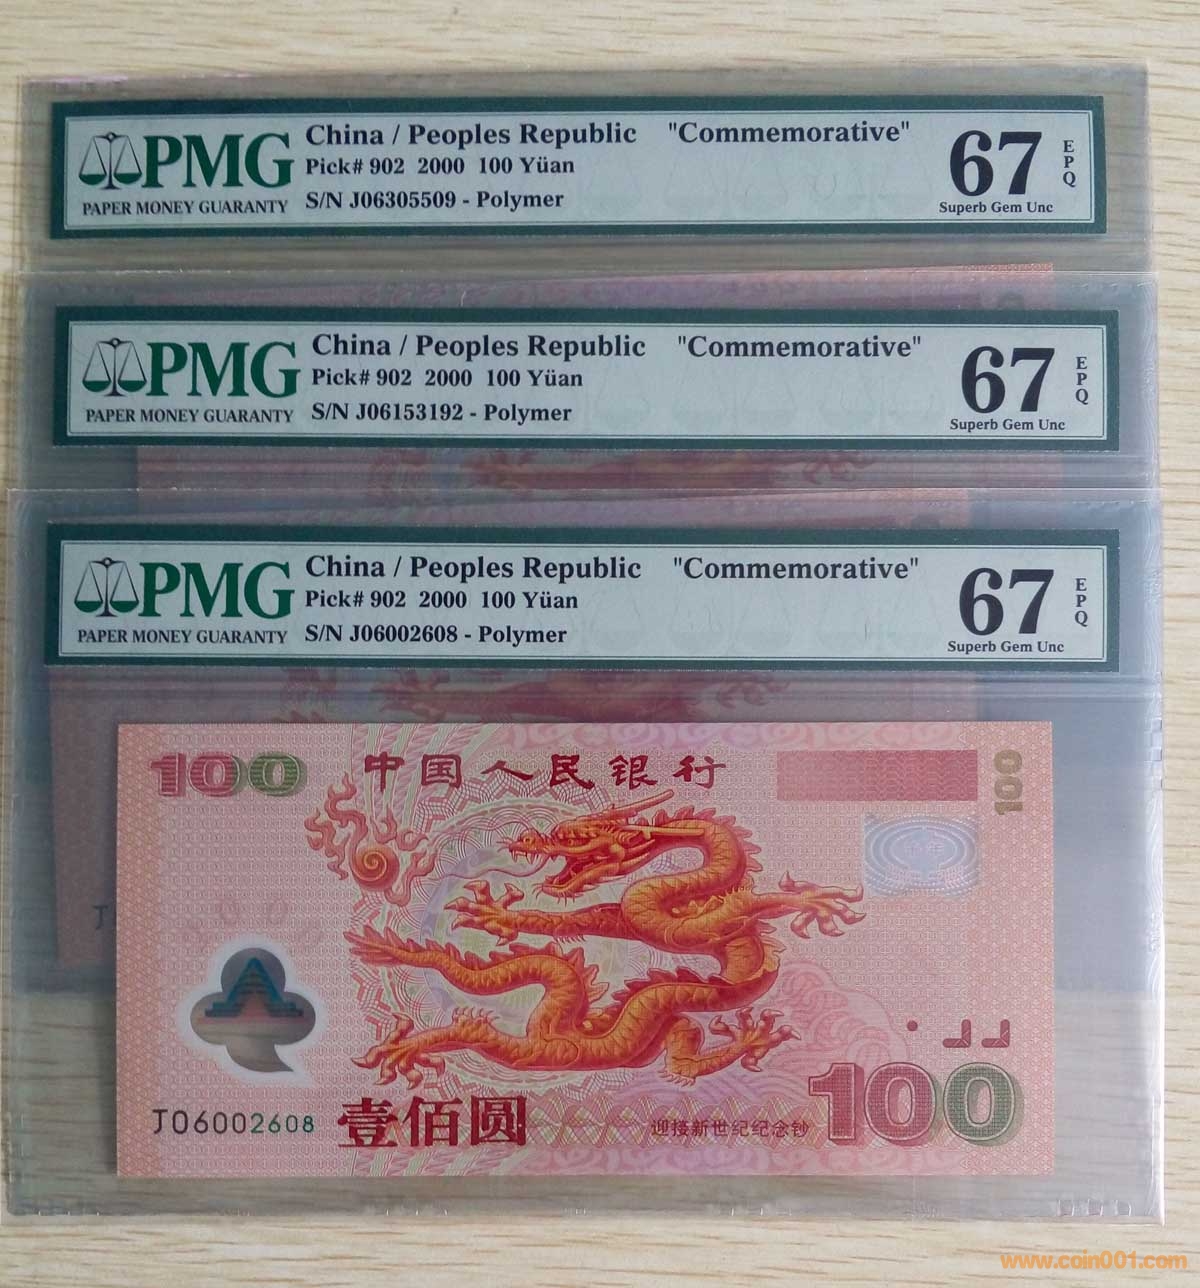 PMG
PAPER MONEY GUARANTY
China / Peoples Republic "Commemorative"
Pick# 902 2000 100 Yüan
S/N J06305509 - Polymer
67
EPQ
Superb Gem Unc
PMG
PAPER MONEY GUARANTY
China / Peoples Republic "Commemorative"
Pick# 902 2000 100 Yüan
S/N J06153192 - Polymer
67
EPQ
Superb Gem Unc
PMG
PAPER MONEY GUARANTY
China / Peoples Republic "Commemorative"
Pick# 902 2000 100 Yüan
S/N J06002608 - Polymer
67
EPQ
Superb Gem Unc
100
中国人民银行
100
J
J06002608
壹佰圆
迎接新世纪纪念钞
100
www.coin001.com